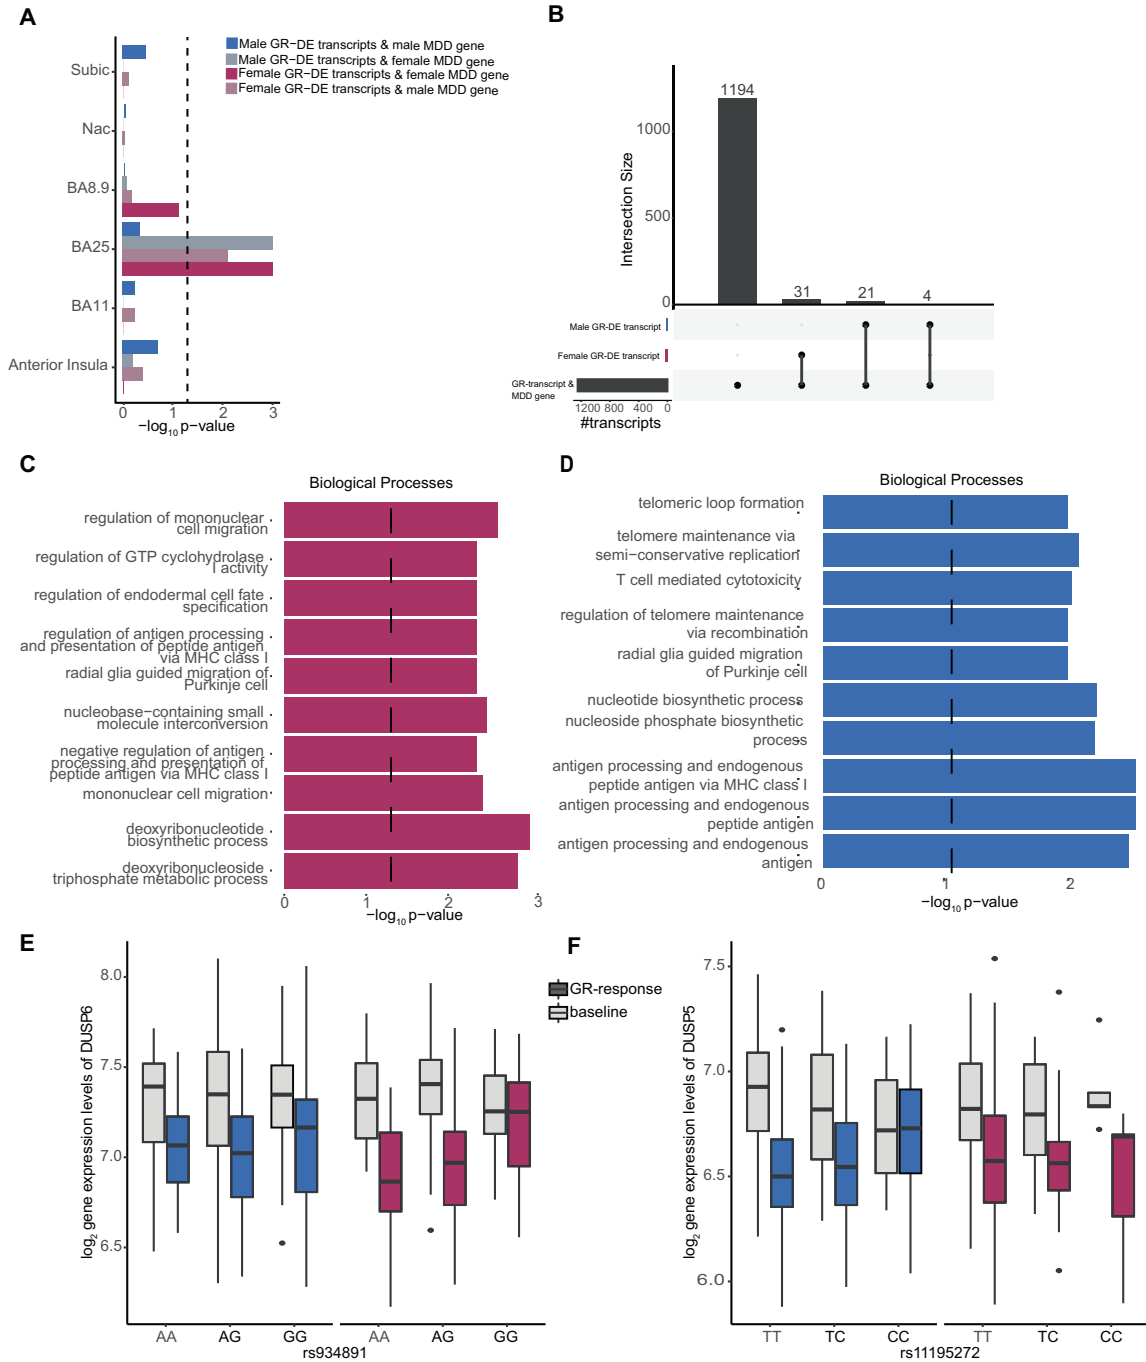 A
Male GR-DE transcripts & male MDD gene
Male GR-DE transcripts & female MDD gene
Female GR-DE transcripts & female MDD gene
Female GR-DE transcripts & male MDD gene
Subic
Nac
BA8.9
BA25
BA11
Anterior Insula
0 1 2 3
−log10 p-value
B
Intersection Size
1000
500
0
1194
31
21
4
Male GR-DE transcript
Female GR-DE transcript
GR-transcript &
MDD gene
1200 800 400 0
#transcripts
C
Biological Processes
regulation of mononuclear
cell migration
regulation of GTP cyclohydrolase
I activity
regulation of endodermal cell fate
specification
regulation of antigen processing
and presentation of peptide antigen
via MHC class I
radial glia guided migration of
Purkinje cell
nucleobase−containing small
molecule interconversion
negative regulation of antigen
processing and presentation of
peptide antigen via MHC class I
mononuclear cell migration
deoxyribonucleotide
biosynthetic process
deoxyribonucleoside
triphosphate metabolic process
0 1 2 3
−log10 p−value
D
Biological Processes
telomeric loop formation
telomere maintenance via
semi−conservative replication
T cell mediated cytotoxicity
regulation of telomere maintenance
via recombination
radial glia guided migration
of Purkinje cell
nucleotide biosynthetic process
nucleoside phosphate biosynthetic
process
antigen processing and endogenous
peptide antigen via MHC class I
antigen processing and endogenous
peptide antigen
antigen processing and endogenous
antigen
0 1 2
−log10 p−value
E
log2 gene expression levels of DUSP6
8.0
7.5
7.0
6.5
AA AG GG AA AG GG
rs934891
GR-response
baseline
F
log2 gene expression levels of DUSP5
7.5
7.0
6.5
6.0
TT TC CC TT TC CC
rs11195272